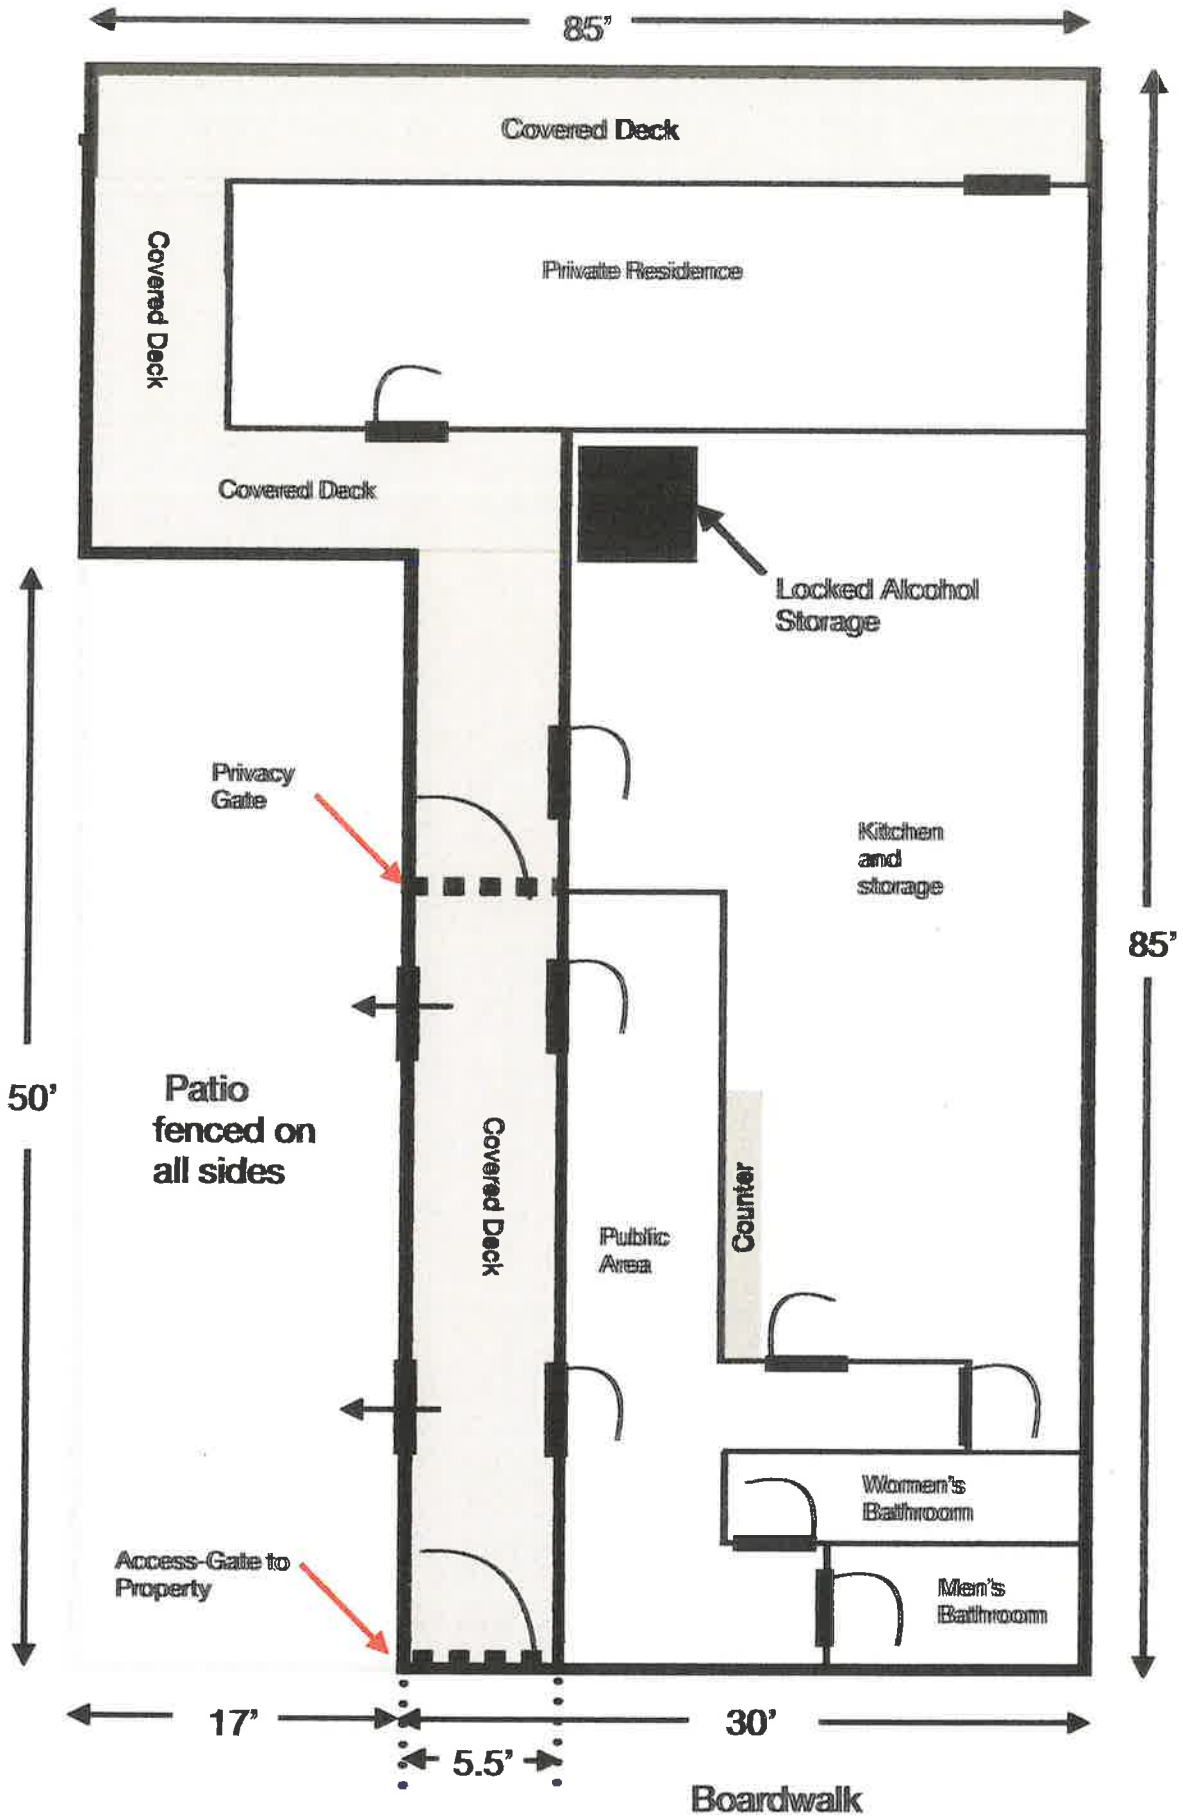 85'
Covered Deck
Covered Deck
Private Residence
Covered Deck
Locked Alcohol
Storage
Privacy
Gate
Kitchen
and
storage
85'
50'
Patio
fenced on
all sides
Covered Deck
Counter
Public
Area
Women's
Bathroom
Access-Gate to
Property
Men's
Bathroom
17'
30'
5.5'
Boardwalk